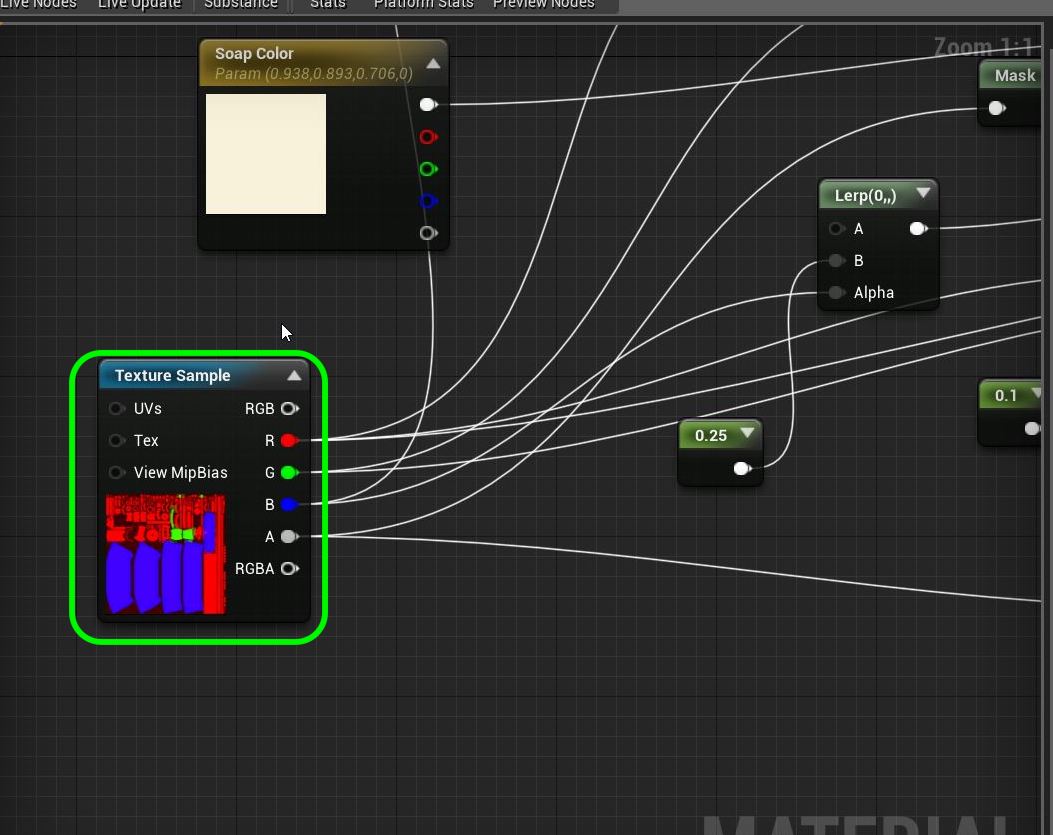 Live Nodes Live Update Substance Stats Platform Stats Preview Nodes
Zoom 1:1
Soap Color
Param (0.938,0.893,0.706,0)
Mask
Lerp(0,,)
A
B
Alpha
Texture Sample
UVs RGB
Tex R
View MipBias G
B
A
RGBA
0.25
0.1
MATERIAL